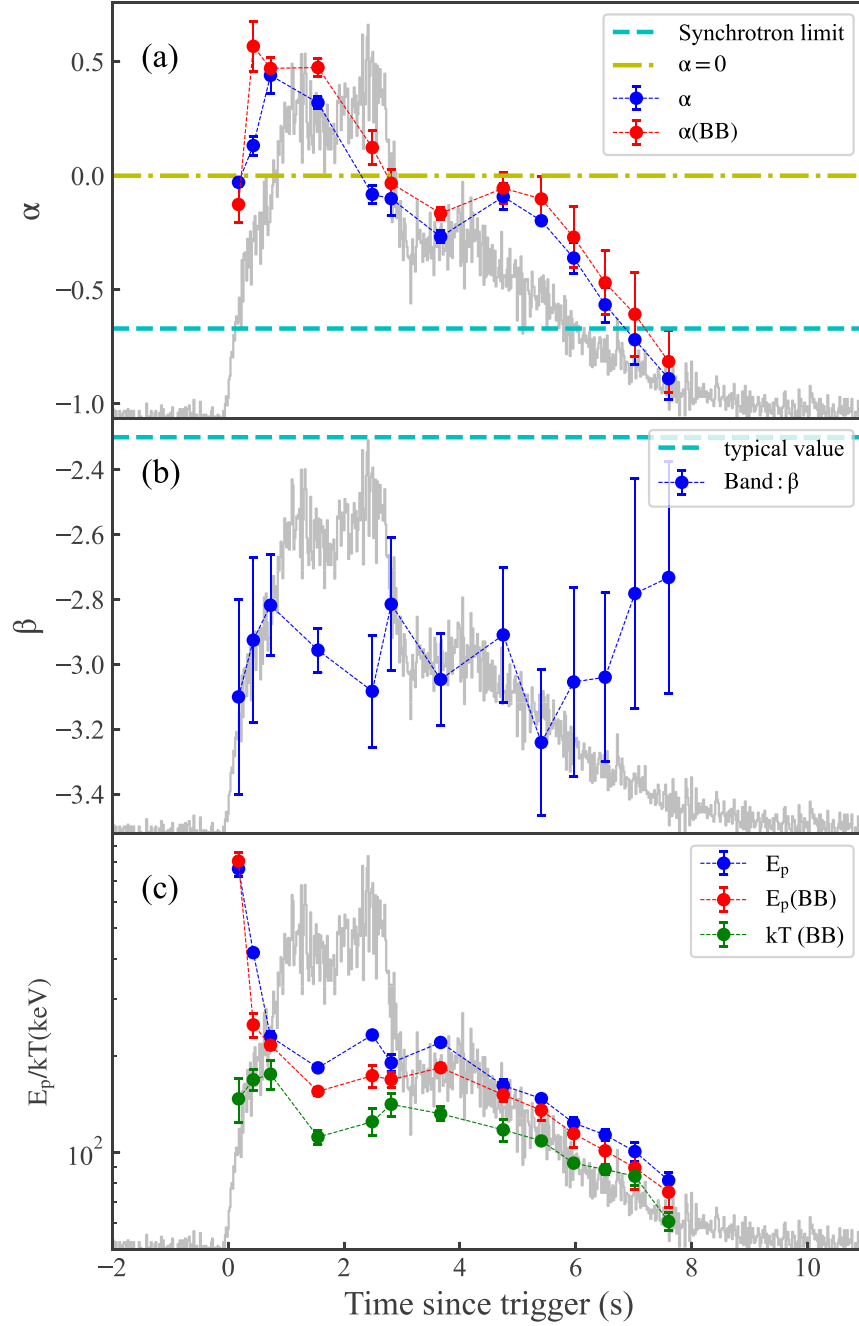 (a)
Synchrotron limit
α = 0
α
α(BB)
0.5
0.0
−0.5
−1.0
α
(b)
typical value
Band : β
−2.4
−2.6
−2.8
−3.0
−3.2
−3.4
β
(c)
E_p
E_p(BB)
kT (BB)
10²
E_p/kT(keV)
−2 0 2 4 6 8 10
Time since trigger (s)